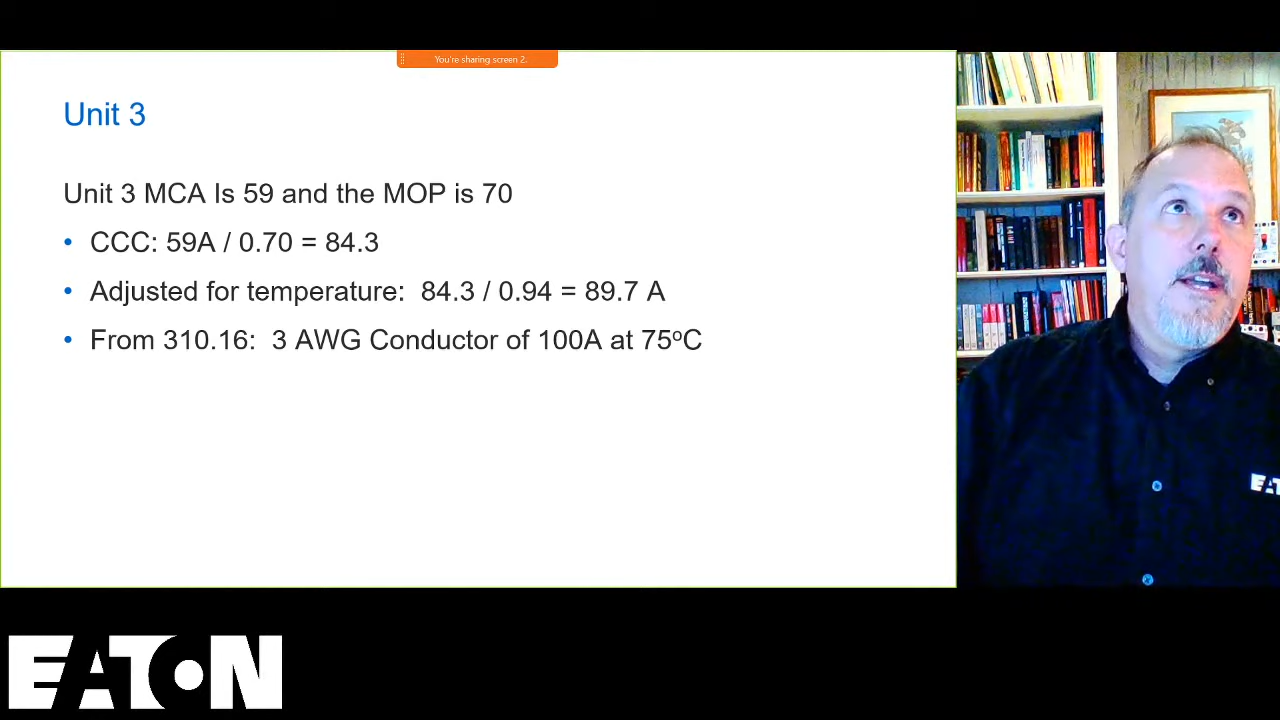 You're sharing screen 2.
Unit 3
Unit 3 MCA Is 59 and the MOP is 70
• CCC: 59A / 0.70 = 84.3
• Adjusted for temperature: 84.3 / 0.94 = 89.7 A
• From 310.16: 3 AWG Conductor of 100A at 75ºC
EAT
EATON